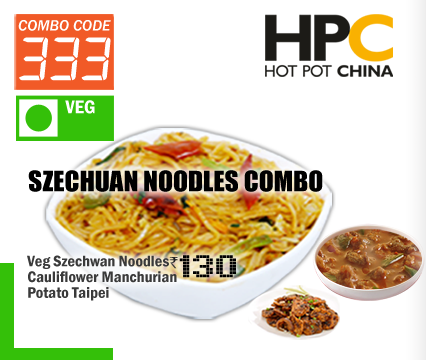 COMBO CODE
333
VEG
HPC
HOT POT CHINA
SZECHUAN NOODLES COMBO
Veg Szechwan Noodles ₹130
Cauliflower Manchurian
Potato Taipei